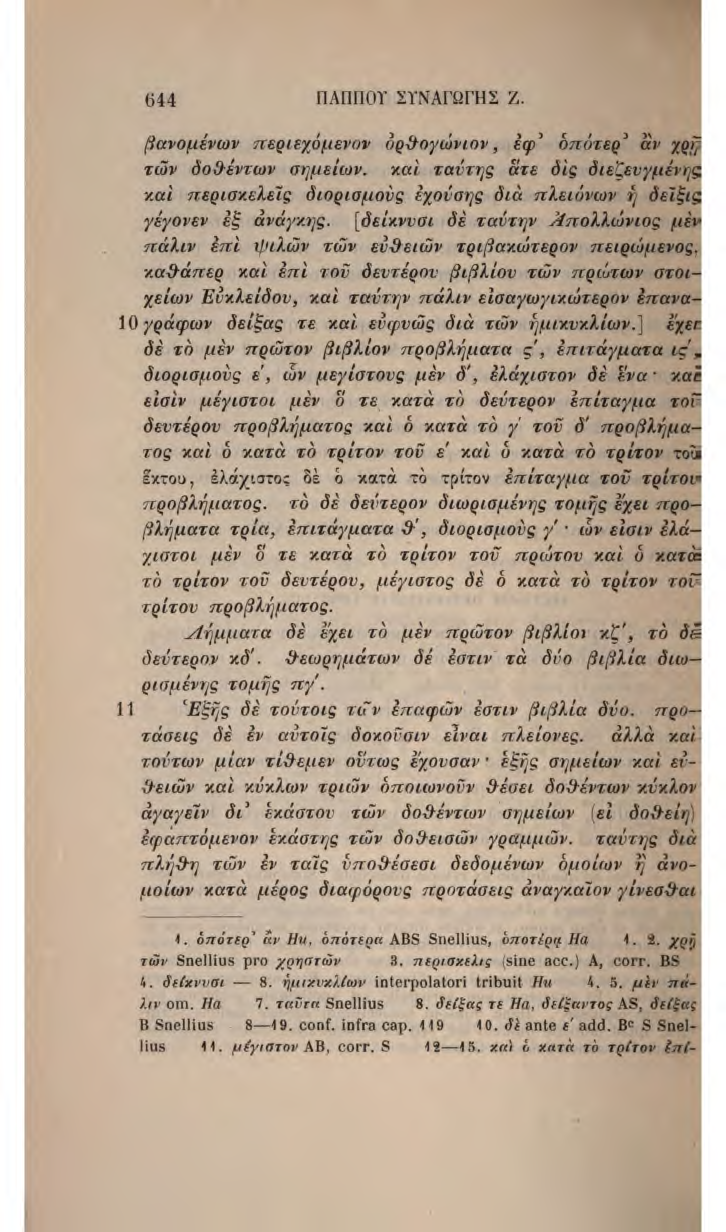 644 ΠΑΠΠΟΥ ΣΥΝΑΓΩΓΗΣ Ζ.
βανομένων περιεχόμενον ὀρθογώνιον, ἐφ᾽ ὁπότερ᾽ ἂν χρῇ
τῶν δοθέντων σημείων. καὶ ταύτης ἅτε δὶς διεζευγμένης
καὶ περισκελεῖς διορισμοὺς ἐχούσης διὰ πλειόνων ἡ δεῖξις
γέγονεν ἐξ ἀνάγκης. [δείκνυσι δὲ ταύτην Ἀπολλώνιος μὲν
πάλιν ἐπὶ ψιλῶν τῶν εὐθειῶν τριβακώτερον πειρώμενος,
καθάπερ καὶ ἐπὶ τοῦ δευτέρου βιβλίου τῶν πρώτων στοι-
χείων Εὐκλείδου, καὶ ταύτην πάλιν εἰσαγωγικώτερον ἐπανα-
10 γράφων δείξας τε καὶ εὐφυῶς διὰ τῶν ἡμικυκλίων.] ἔχει
δὲ τὸ μὲν πρῶτον βιβλίον προβλήματα ς΄, ἐπιτάγματα ις΄,
διορισμοὺς ε΄, ὧν μεγίστους μὲν δ΄, ἐλάχιστον δὲ ἕνα· καὶ
εἰσὶν μέγιστοι μὲν ὅ τε κατὰ τὸ δεύτερον ἐπίταγμα τοῦ
δευτέρου προβλήματος καὶ ὁ κατὰ τὸ γ΄ τοῦ δ΄ προβλήμα-
τος καὶ ὁ κατὰ τὸ τρίτον τοῦ ε΄ καὶ ὁ κατὰ τὸ τρίτον τοῦ
ἕκτου, ἐλάχιστος δὲ ὁ κατὰ τὸ τρίτον ἐπίταγμα τοῦ τρίτου
προβλήματος. τὸ δὲ δεύτερον διωρισμένης τομῆς ἔχει προ-
βλήματα τρία, ἐπιτάγματα θ΄, διορισμοὺς γ΄· ὧν εἰσιν ἐλά-
χιστοι μὲν ὅ τε κατὰ τὸ τρίτον τοῦ πρώτου καὶ ὁ κατὰ
τὸ τρίτον τοῦ δευτέρου, μέγιστος δὲ ὁ κατὰ τὸ τρίτον τοῦ
τρίτου προβλήματος.
Λήμματα δὲ ἔχει τὸ μὲν πρῶτον βιβλίον κζ΄, τὸ δὲ
δεύτερον κδ΄. θεωρημάτων δέ ἐστιν τὰ δύο βιβλία διω-
ρισμένης τομῆς πγ΄.
11 Ἑξῆς δὲ τούτοις τῶν ἐπαφῶν ἐστιν βιβλία δύο. προ-
τάσεις δὲ ἐν αὐτοῖς δοκοῦσιν εἶναι πλείονες. ἀλλὰ καὶ
τούτων μίαν τίθεμεν οὕτως ἔχουσαν· ἑξῆς σημείων καὶ εὐ-
θειῶν καὶ κύκλων τριῶν ὁποιωνοῦν θέσει δοθέντων κύκλον
ἀγαγεῖν δι᾽ ἑκάστου τῶν δοθέντων σημείων (εἰ δοθείη)
ἐφαπτόμενον ἑκάστης τῶν δοθεισῶν γραμμῶν. ταύτης διὰ
πλήθη τῶν ἐν ταῖς ὑποθέσεσι δεδομένων ὁμοίων ἢ ἀνο-
μοίων κατὰ μέρος διαφόρους προτάσεις ἀναγκαῖον γίνεσθαι
1. ὁπότερ᾽ ἂν Hu, ὁπότερα ABS Snellius, ὁποτέρᾳ Ha 1. 2. χρῇ
τῶν Snellius pro χρηστῶν 3. περισκελις (sine acc.) A, corr. BS
4. δείκνυσι — 8. ἡμικυκλίων interpolatori tribuit Hu 4. 5. μὲν πά-
λιν om. Ha 7. ταῦτα Snellius 8. δείξας τε Ha, δείξαντος AS, δείξας
B Snellius 8—19. conf. infra cap. 119 10. δὲ ante ε΄ add. Bᶜ S Snel-
lius 11. μέγιστον AB, corr. S 12—15. καὶ ὁ κατὰ τὸ τρίτον ἐπί-